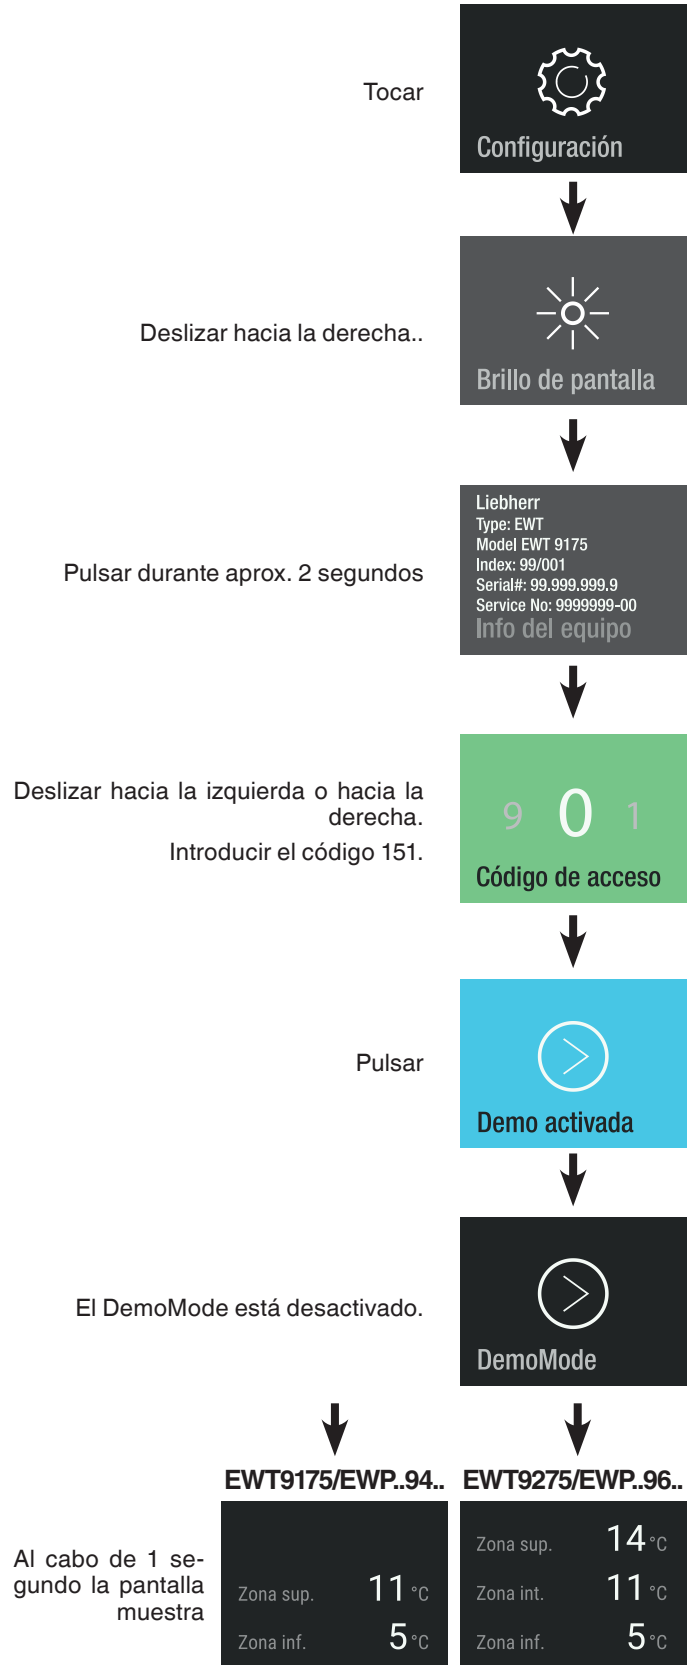 Tocar
Configuración
Deslizar hacia la derecha..
Brillo de pantalla
Pulsar durante aprox. 2 segundos
Liebherr
Type: EWT
Model EWT 9175
Index: 99/001
Serial#: 99.999.999.9
Service No: 9999999-00
Info del equipo
Deslizar hacia la izquierda o hacia la
derecha.
Introducir el código 151.
9 0 1
Código de acceso
Pulsar
Demo activada
El DemoMode está desactivado.
DemoMode
EWT9175/EWP..94..
EWT9275/EWP..96..
Al cabo de 1 se-
gundo la pantalla
muestra
Zona sup. 11 °C
Zona inf. 5 °C
Zona sup. 14 °C
Zona int. 11 °C
Zona inf. 5 °C